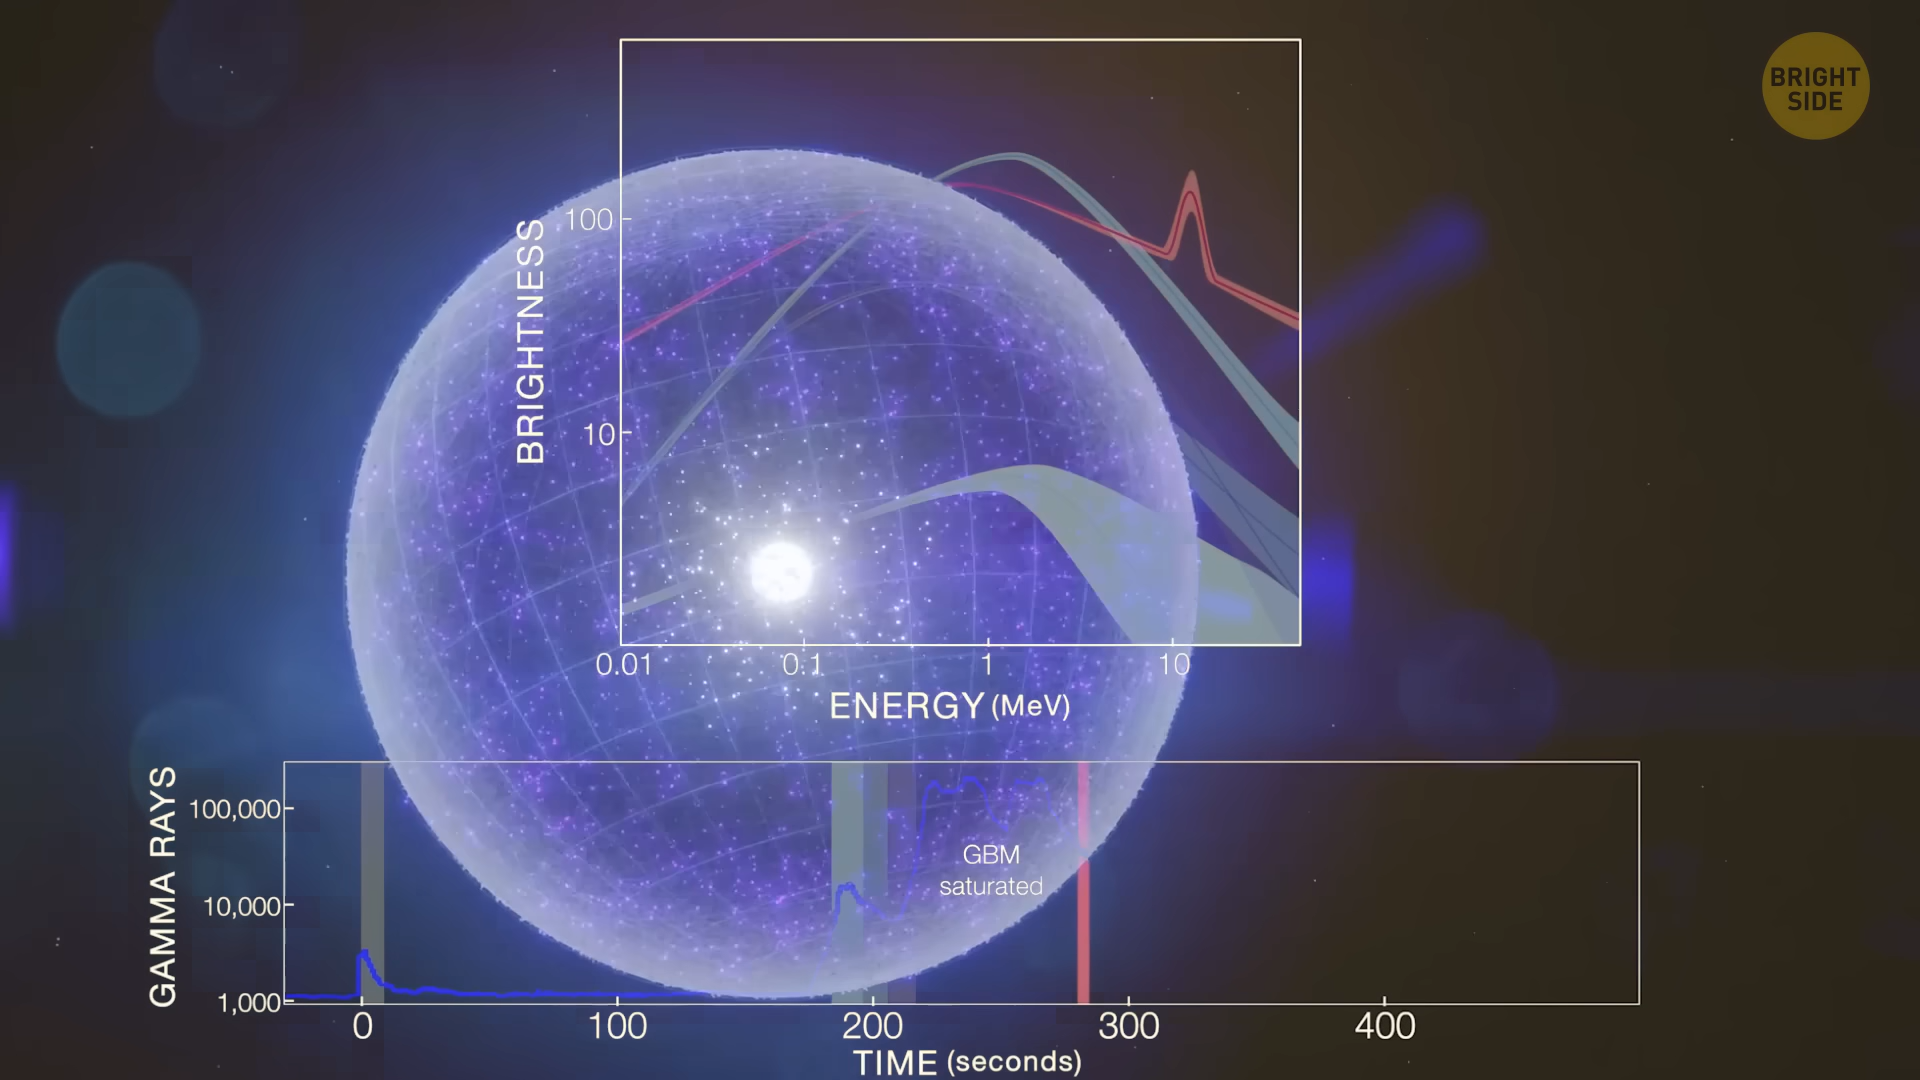 BRIGHT
SIDE
BRIGHTNESS
100
10
0.01 0.1 1 10
ENERGY (MeV)
GAMMA RAYS
100,000
10,000
1,000
GBM
saturated
0 100 200 300 400
TIME (seconds)